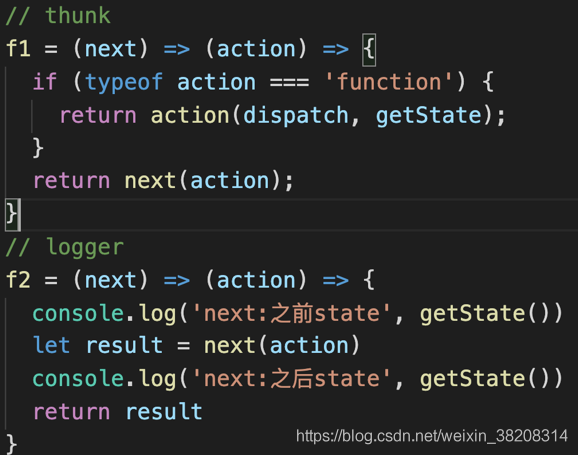 // thunk
f1 = (next) => (action) => {
  if (typeof action === 'function') {
    return action(dispatch, getState);
  }
  return next(action);
}
// logger
f2 = (next) => (action) => {
  console.log('next:之前state', getState())
  let result = next(action)
  console.log('next:之后state', getState())
  return result
}
https://blog.csdn.net/weixin_38208314